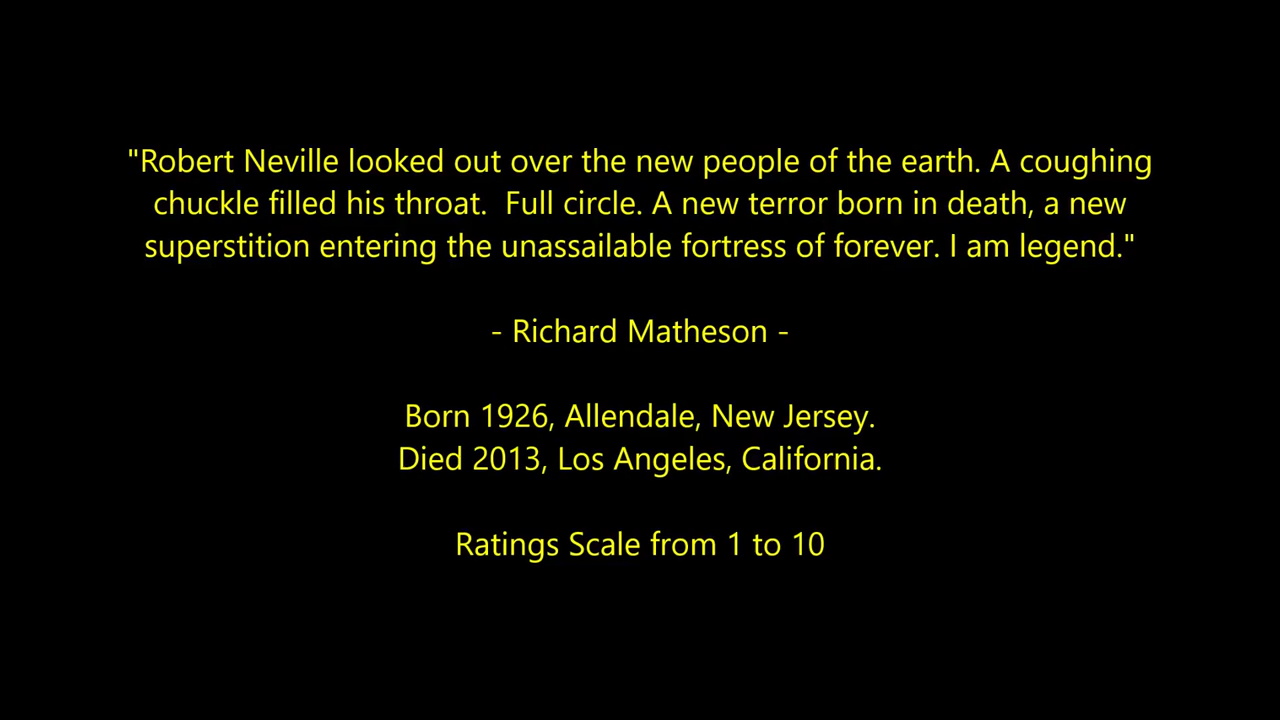 "Robert Neville looked out over the new people of the earth. A coughing
chuckle filled his throat.  Full circle. A new terror born in death, a new
superstition entering the unassailable fortress of forever. I am legend."
- Richard Matheson -
Born 1926, Allendale, New Jersey.
Died 2013, Los Angeles, California.
Ratings Scale from 1 to 10